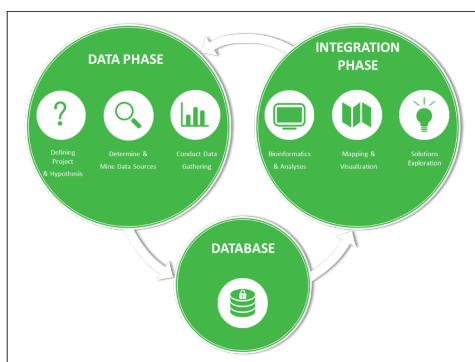 DATA PHASE
Defining
Project
& Hypothesis
Determine &
Mine Data Sources
Conduct Data
Gathering
INTEGRATION
PHASE
Bioinformatics
& Analyses
Mapping &
Visualization
Solutions
Exploration
DATABASE